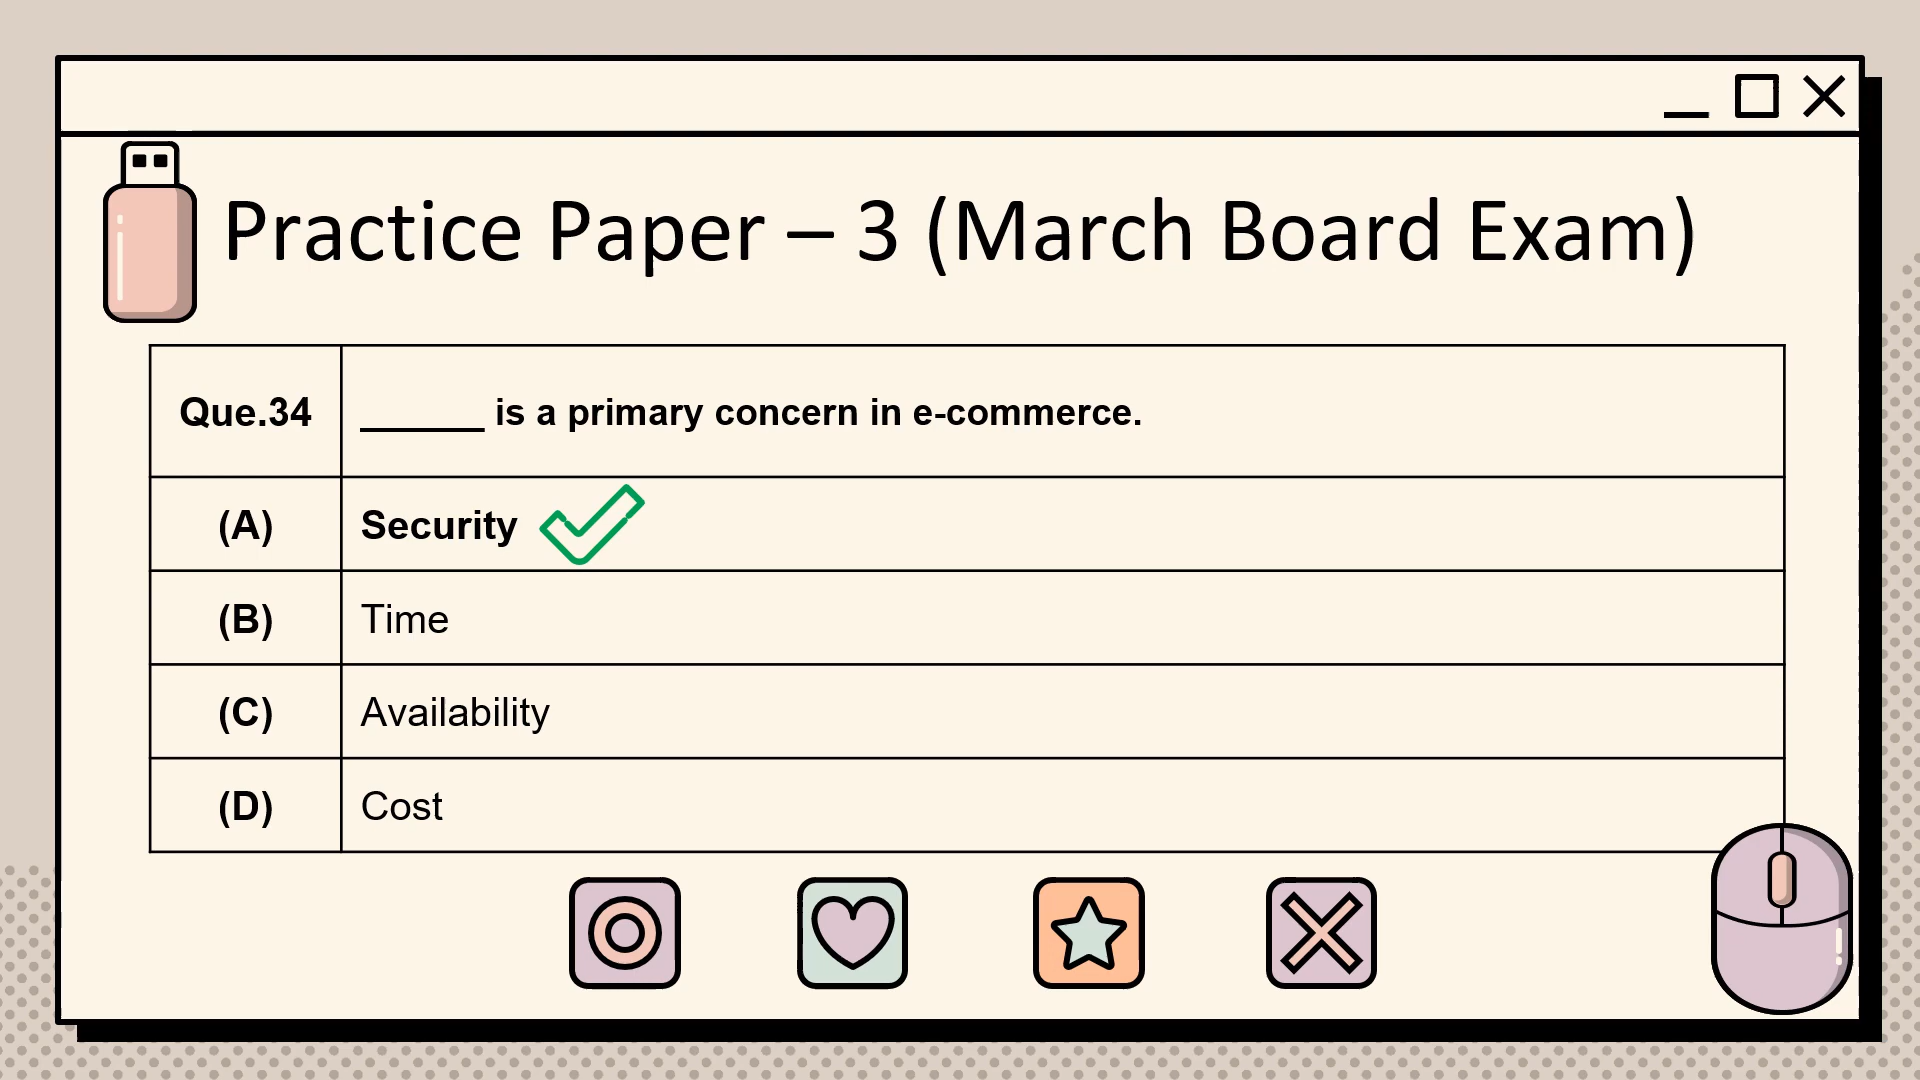 Practice Paper – 3 (March Board Exam)
Que.34 ______ is a primary concern in e-commerce.
(A) Security
(B) Time
(C) Availability
(D) Cost